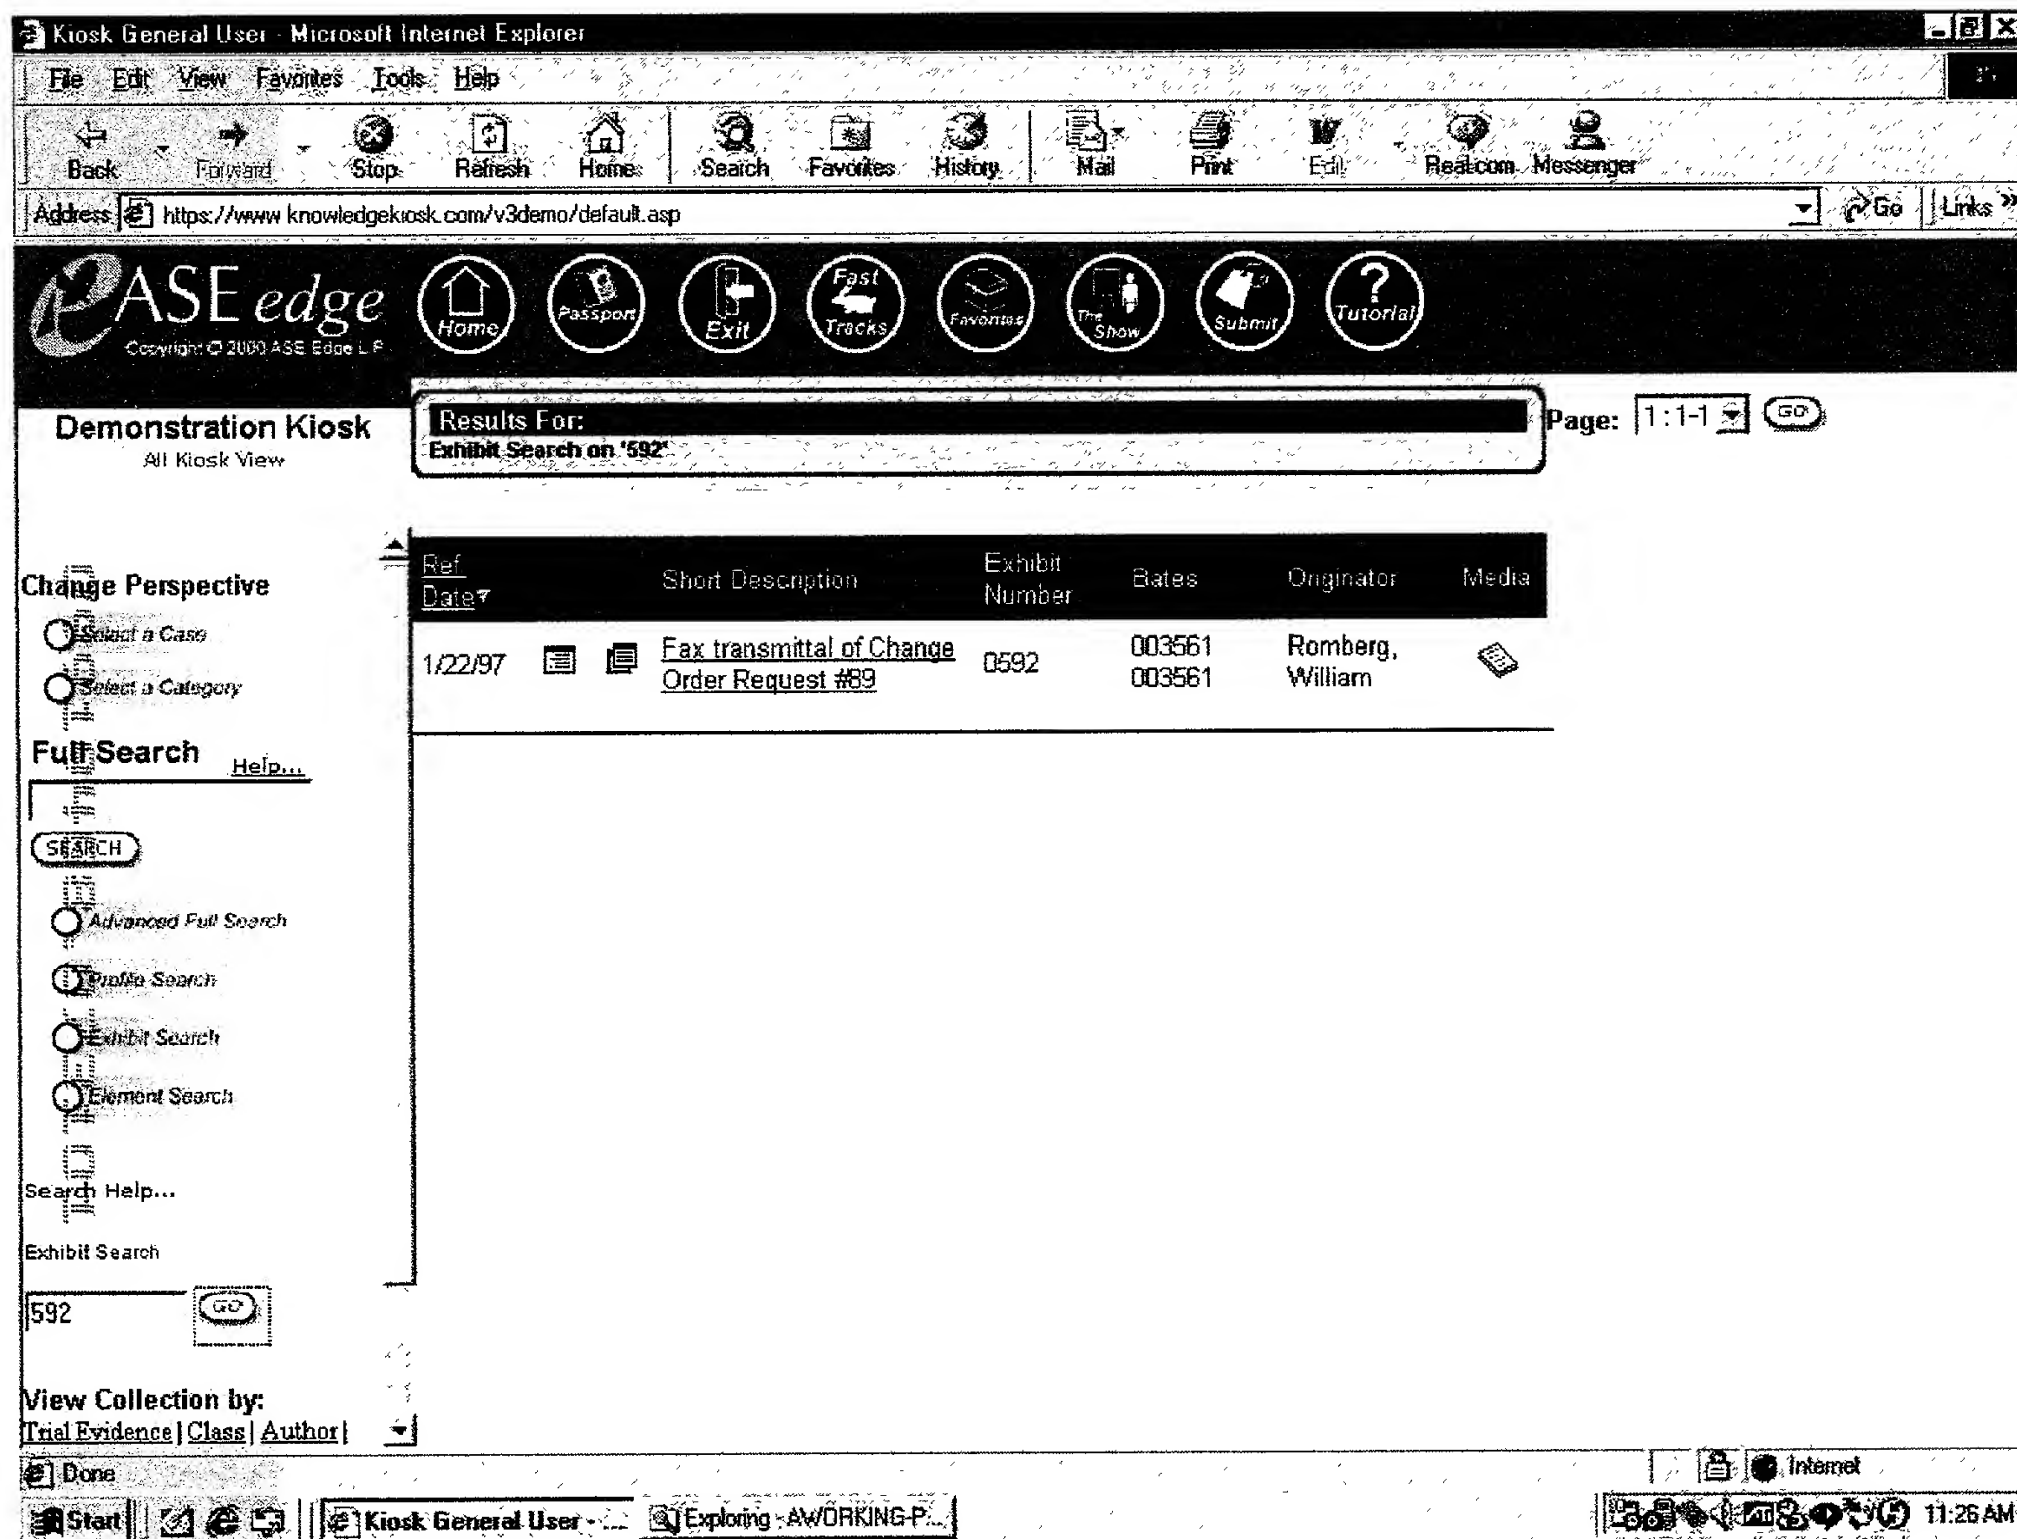 Kiosk General User - Microsoft Internet Explorer
File Edit View Favorites Tools Help
Back Forward Stop Refresh Home Search Favorites History Mail Print Edit Real.com Messenger
Address https://www knowledgekiosk.com/v3demo/default.asp Go Links »
ASE edge
Copyright © 2000 ASE Edge L.P.
Home Passport Exit Fast Tracks Favorites The Show Submit ? Tutorial
Demonstration Kiosk
All Kiosk View
Results For:
Exhibit Search on '592'
Page: 1:1-1 GO
Ref Date Short Description Exhibit Number Bates Originator Media
1/22/97 Fax transmittal of Change Order Request #89 0592 003561 003561 Romberg, William
Change Perspective
Select a Case
Select a Category
Full Search Help...
SEARCH
Advanced Full Search
Profile Search
Exhibit Search
Element Search
Search Help...
Exhibit Search
592 GO
View Collection by:
Trial Evidence | Class | Author |
Done Internet
Start Kiosk General User - ... Exploring - AWORKING-P... 11:26 AM